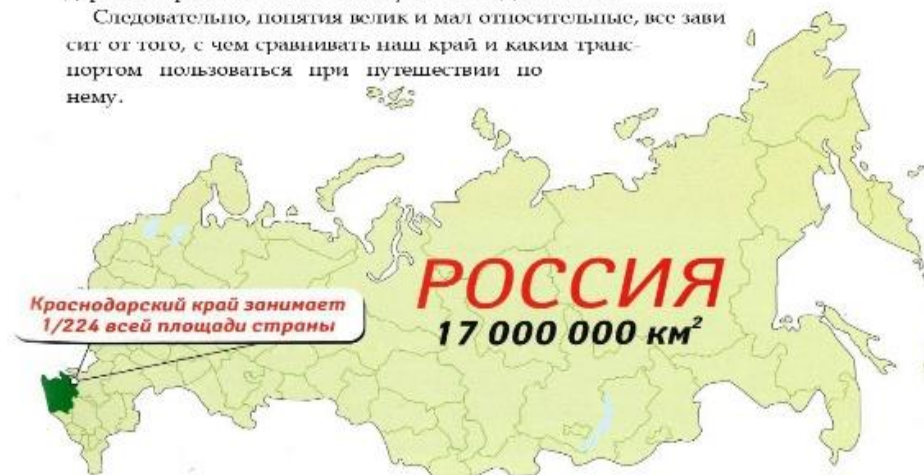 Следовательно, понятия велик и мал относительные, все зави
сит от того, с чем сравнивать наш край и каким транс-
портом пользоваться при путешествии по
нему.
РОССИЯ
17 000 000 км²
Краснодарский край занимает
1/224 всей площади страны